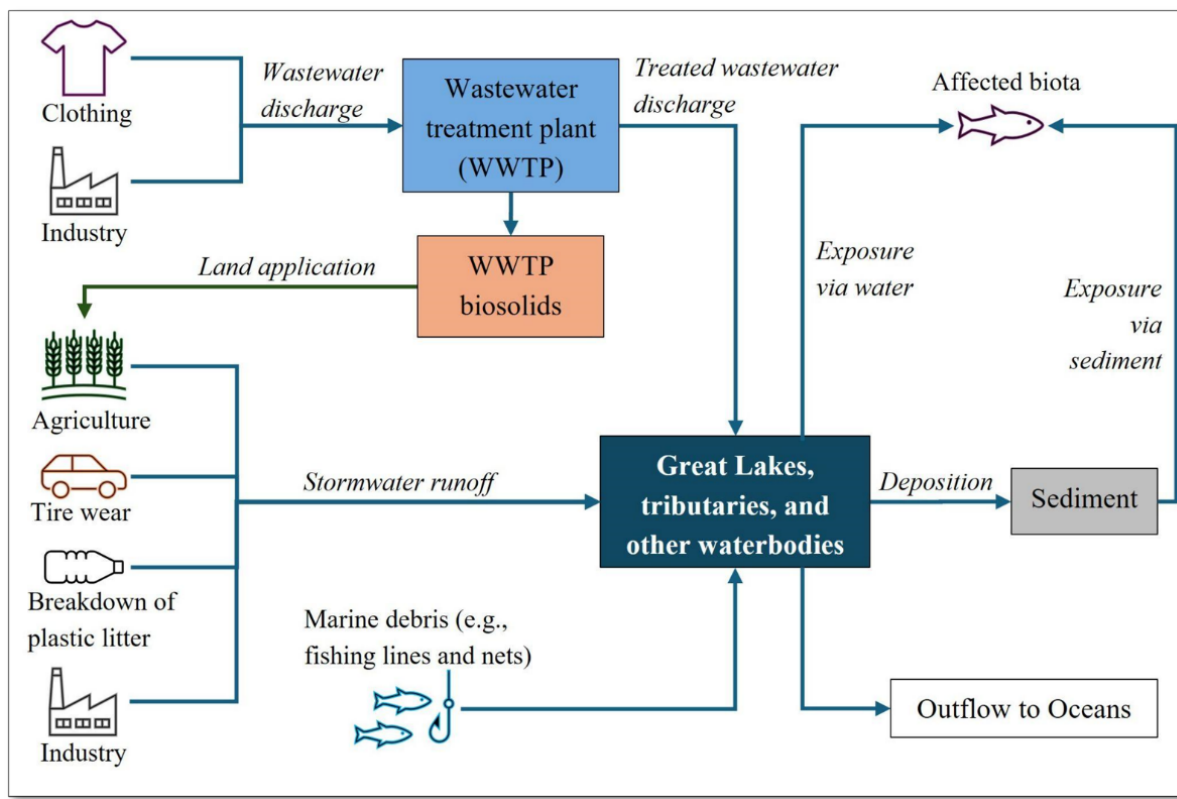 Clothing
Industry
Wastewater
discharge
Wastewater
treatment plant
(WWTP)
Treated wastewater
discharge
Affected biota
Land application
WWTP
biosolids
Exposure
via water
Exposure
via
sediment
Agriculture
Tire wear
Breakdown of
plastic litter
Industry
Stormwater runoff
Great Lakes,
tributaries, and
other waterbodies
Deposition
Sediment
Marine debris (e.g.,
fishing lines and nets)
Outflow to Oceans